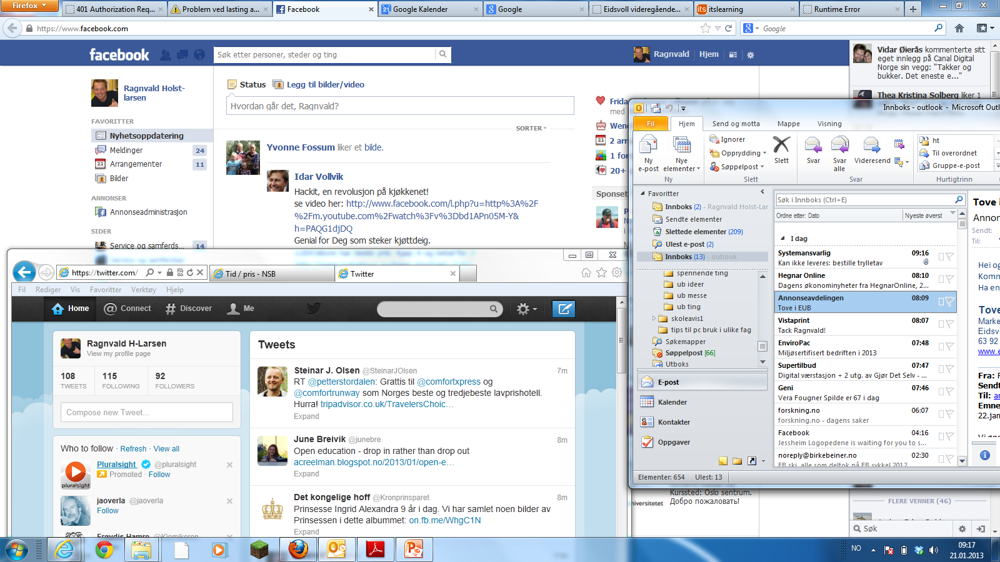 Firefox
401 Authorization Req...
Problem ved lasting a...
Facebook
Google Kalender
Google
Eidsvoll videregående...
itslearning
Runtime Error
https://www.facebook.com
Google
facebook
Søk etter personer, steder og ting
Ragnvald
Hjem
Ragnvald Holst-
larsen
FAVORITTER
Nyhetsoppdatering
Meldinger 24
Arrangementer 11
Bilder
ANNONSER
Annonseadministrasjon
SIDER
Service og samferds... 14
Status
Legg til bilder/video
Hvordan går det, Ragnvald?
SORTER
Yvonne Fossum liker et bilde.
Idar Vollvik
Hackit, en revolusjon på kjøkkenet!
se video her: http://www.facebook.com/l.php?u=http%3A%2F
%2Fm.youtube.com%2Fwatch%3Fv%3Dbd1APn05M-Y&
h=PAQG1djDQ
Genial for Deg som steker kjøttdeig.
Frida
med
Wend
2 arra
1 for
20+
Sponset
Vidar Øierås kommenterte sitt
eget innlegg på Canal Digital
Norge sin vegg: "Takker og
bukker. Det eneste e..."
Thea Kristina Solberg liker 1
Innboks - outlook - Microsoft Outl
Fil
Hjem
Send og motta
Mappe
Visning
Ny
e-post
Nye
elementer
Ny
Ignorer
Opprydding
Søppelpost
Slett
Slett
Svar
Svar
alle
Videresend
Svar
ht
Til overordnet
Gruppe-e-post
Hurtigtrinn
Favoritter
Innboks (2) - Ragnvald Holst-Lar
Sendte elementer
Slettede elementer (209)
Ulest e-post (2)
Innboks (13) - outlook
spennende ting
ub ideer
ub messe
ub ting
skoleavis1
tips til pc bruk i ulike fag
Søkemapper
Søppelpost [66]
Utboks
E-post
Kalender
Kontakter
Oppgaver
Elementer: 654
Ulest: 13
Søk i Innboks (Ctrl+E)
Ordne etter: Dato
Nyeste øverst
I dag
Systemansvarlig 09:16
Kan ikke leveres: bestille trylletav
Hegnar Online 08:10
Dagens økonominyheter fra HegnarOnline, 2...
Annonseavdelingen 08:09
Tove i EUB
Vistaprint 08:07
Tack Ragnvald!
EnviroPac 07:48
Miljøsertifisert bedriften i 2013
Supertilbud 07:47
Digital værstasjon + 2 utg. av Gjør Det Selv - ...
Geni 07:46
Vera Fougner Spilde er 67 i dag
forskning.no 06:07
forskning.no - dagens saker
Facebook 04:16
Jessheim Logopedene is waiting for you to s...
noreply@birkebeiner.no 02:30
FB ski, alle som deltok på FB sykkel 2012
Tove i
Annor
Sendt:
Til:
Hei og
Komm
Ha en
Tove
Marke
Eidsv
63 92
www.e
Fra: F
Sendt
Til: ar
Emne
22.jan
https://twitter.com/
Tid / pris - NSB
Twitter
Fil Rediger Vis Favoritter Verktøy Hjelp
Home
Connect
Discover
Me
Ragnvald H-Larsen
View my profile page
108 115 92
TWEETS FOLLOWING FOLLOWERS
Compose new Tweet...
Who to follow · Refresh · View all
Pluralsight @pluralsight
Promoted · Follow
pluralsight
jaoverla @jaoverla
Follow
Frøydis Hamre @Kjomikoren
Tweets
Steinar J. Olsen @SteinarJOlsen 7m
RT @petterstordalen: Grattis til @comfortxpress og
@comfortrunway som Norges beste og tredjebeste lavprishotell.
Hurra! tripadvisor.co.uk/TravelersChoic...
Expand
June Breivik @junebre 8m
Open education - drop in rather than drop out
acreelman.blogspot.no/2013/01/open-e...
Expand
Det kongelige hoff @Kronprinsparet 8m
Prinsesse Ingrid Alexandra 9 år i dag. Vi har samlet noen bilder av
Prinsessen i dette albummet: on.fb.me/WhgC1N
Expand
niversitetet
Kurssted: Oslo sentrum.
Добро пожаловать!
FLERE VENNER (46)
Søk
NO
09:17
21.01.2013